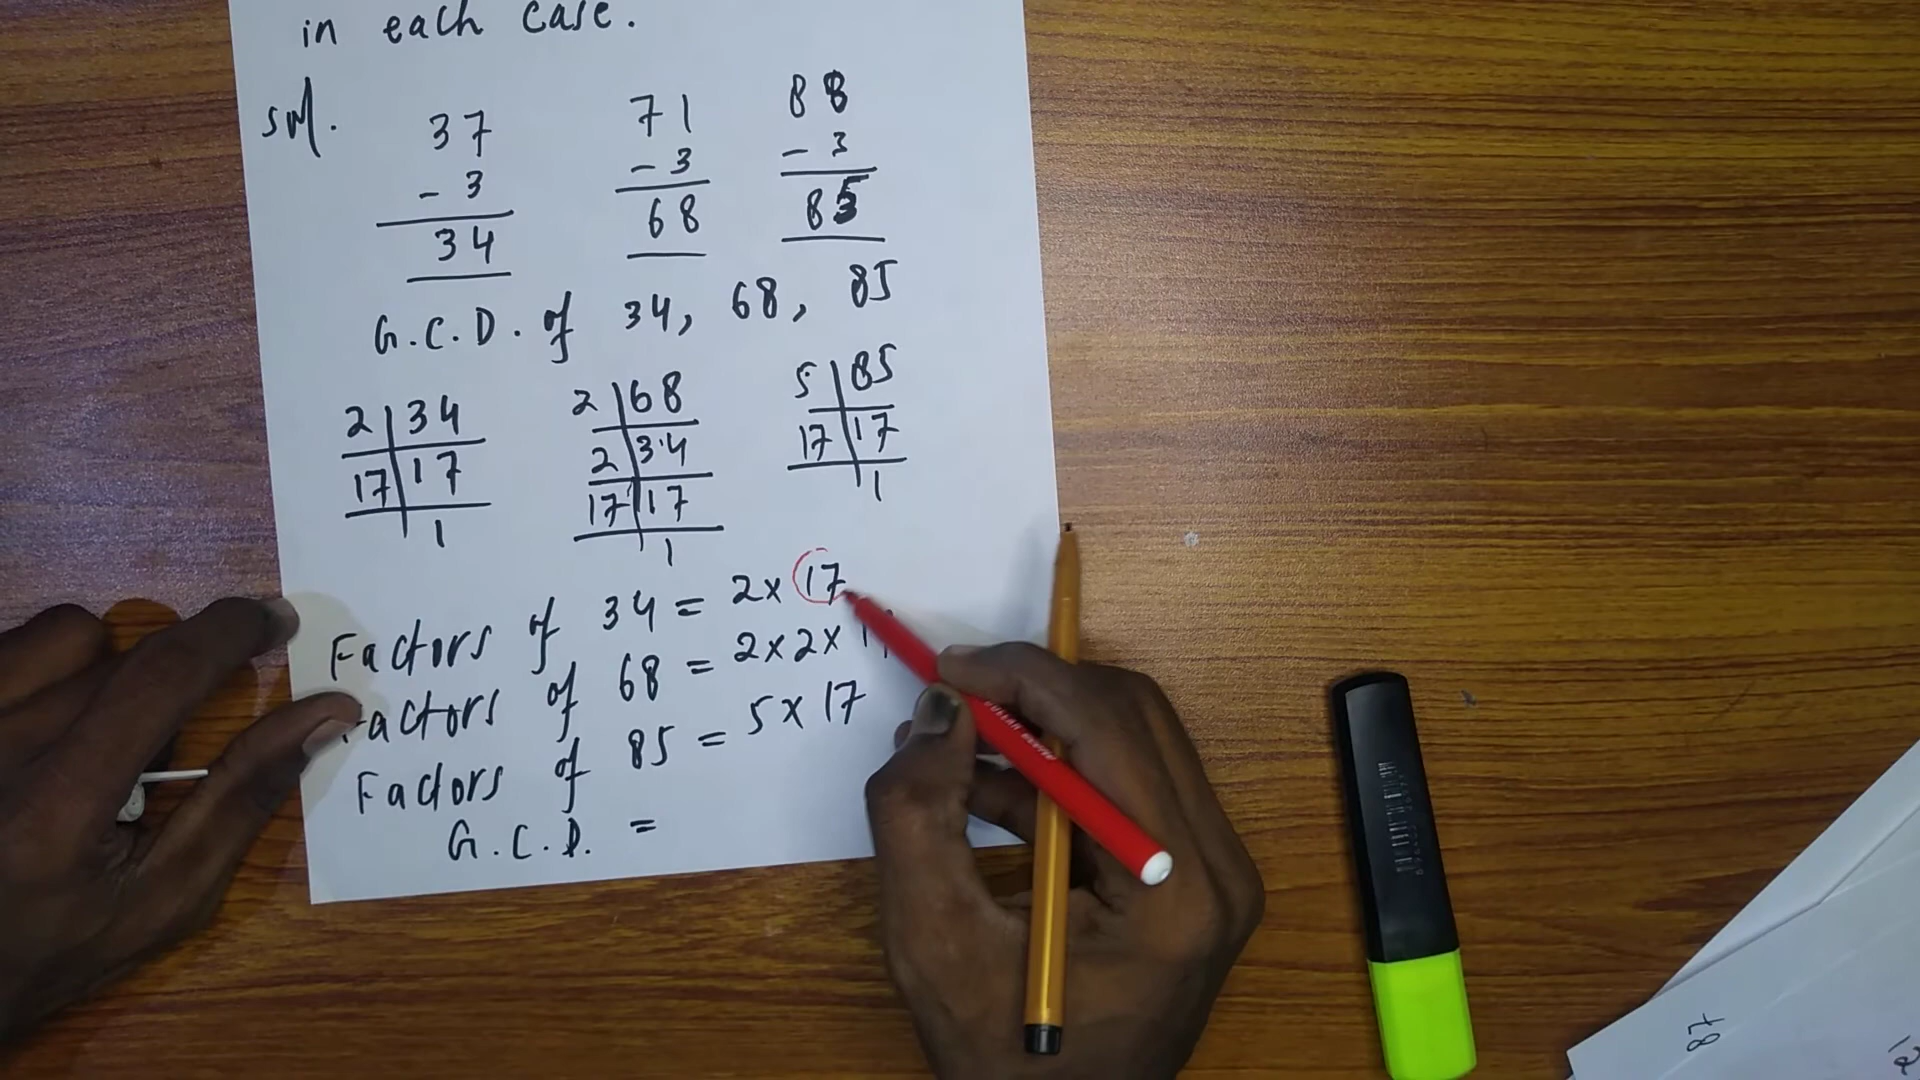 in each case.
Sol.
37 71 88
- 3 - 3 - 3
34 68 85
G.C.D. of 34, 68, 85
2 34 2 68 5 85
17 17 2 34 17 17
1 17 17 1
1
Factors of 34 = 2 x 17
Factors of 68 = 2 x 2 x
Factors of 85 = 5 x 17
G.C.D. =
87